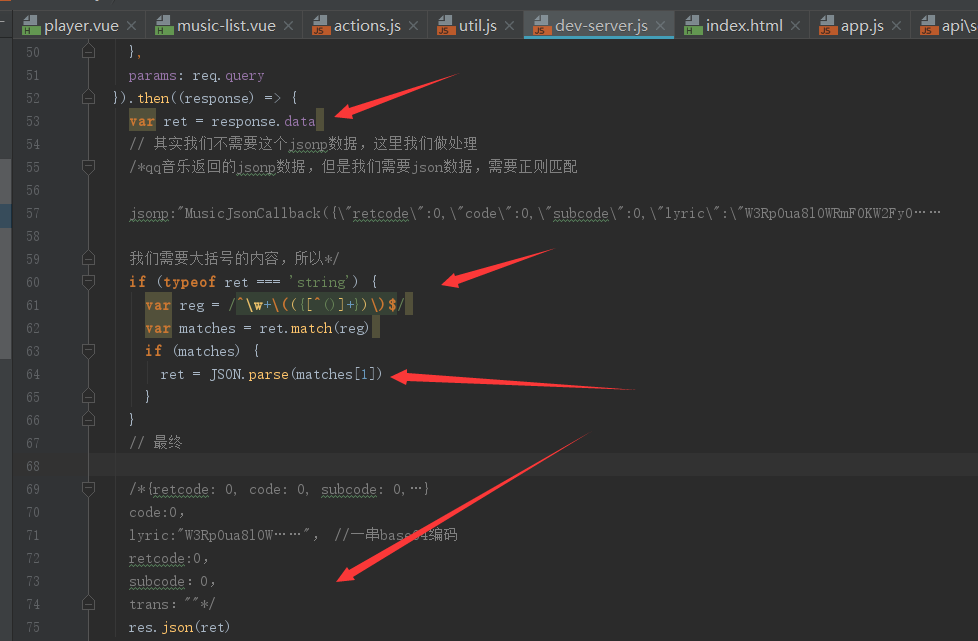 player.vue music-list.vue actions.js util.js dev-server.js index.html app.js api\s
50 },
51 params: req.query
52 }).then((response) => {
53 var ret = response.data
54 // 其实我们不需要这个jsonp数据，这里我们做处理
55 /*qq音乐返回的jsonp数据，但是我们需要json数据，需要正则匹配
56
57 jsonp:"MusicJsonCallback({\"retcode\":0,\"code\":0,\"subcode\":0,\"lyric\":\"W3Rp0ua8l0WRmF0KW2Fy0……
58
59 我们需要大括号的内容，所以*/
60 if (typeof ret === 'string') {
61 var reg = /^\w+\(({[^()]+})\)$/
62 var matches = ret.match(reg)
63 if (matches) {
64 ret = JSON.parse(matches[1])
65 }
66 }
67 // 最终
68
69 /*{retcode: 0, code: 0, subcode: 0,…}
70 code:0，
71 lyric:"W3Rp0ua8l0W……"， //一串base64编码
72 retcode:0，
73 subcode：0，
74 trans：""*/
75 res.json(ret)